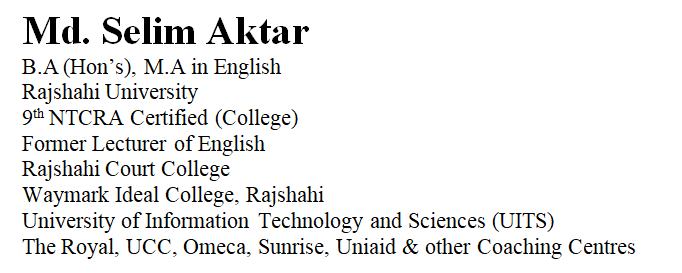 Md. Selim Aktar
B.A (Hon’s), M.A in English
Rajshahi University
9th NTCRA Certified (College)
Former Lecturer of English
Rajshahi Court College
Waymark Ideal College, Rajshahi
University of Information Technology and Sciences (UITS)
The Royal, UCC, Omeca, Sunrise, Uniaid & other Coaching Centres